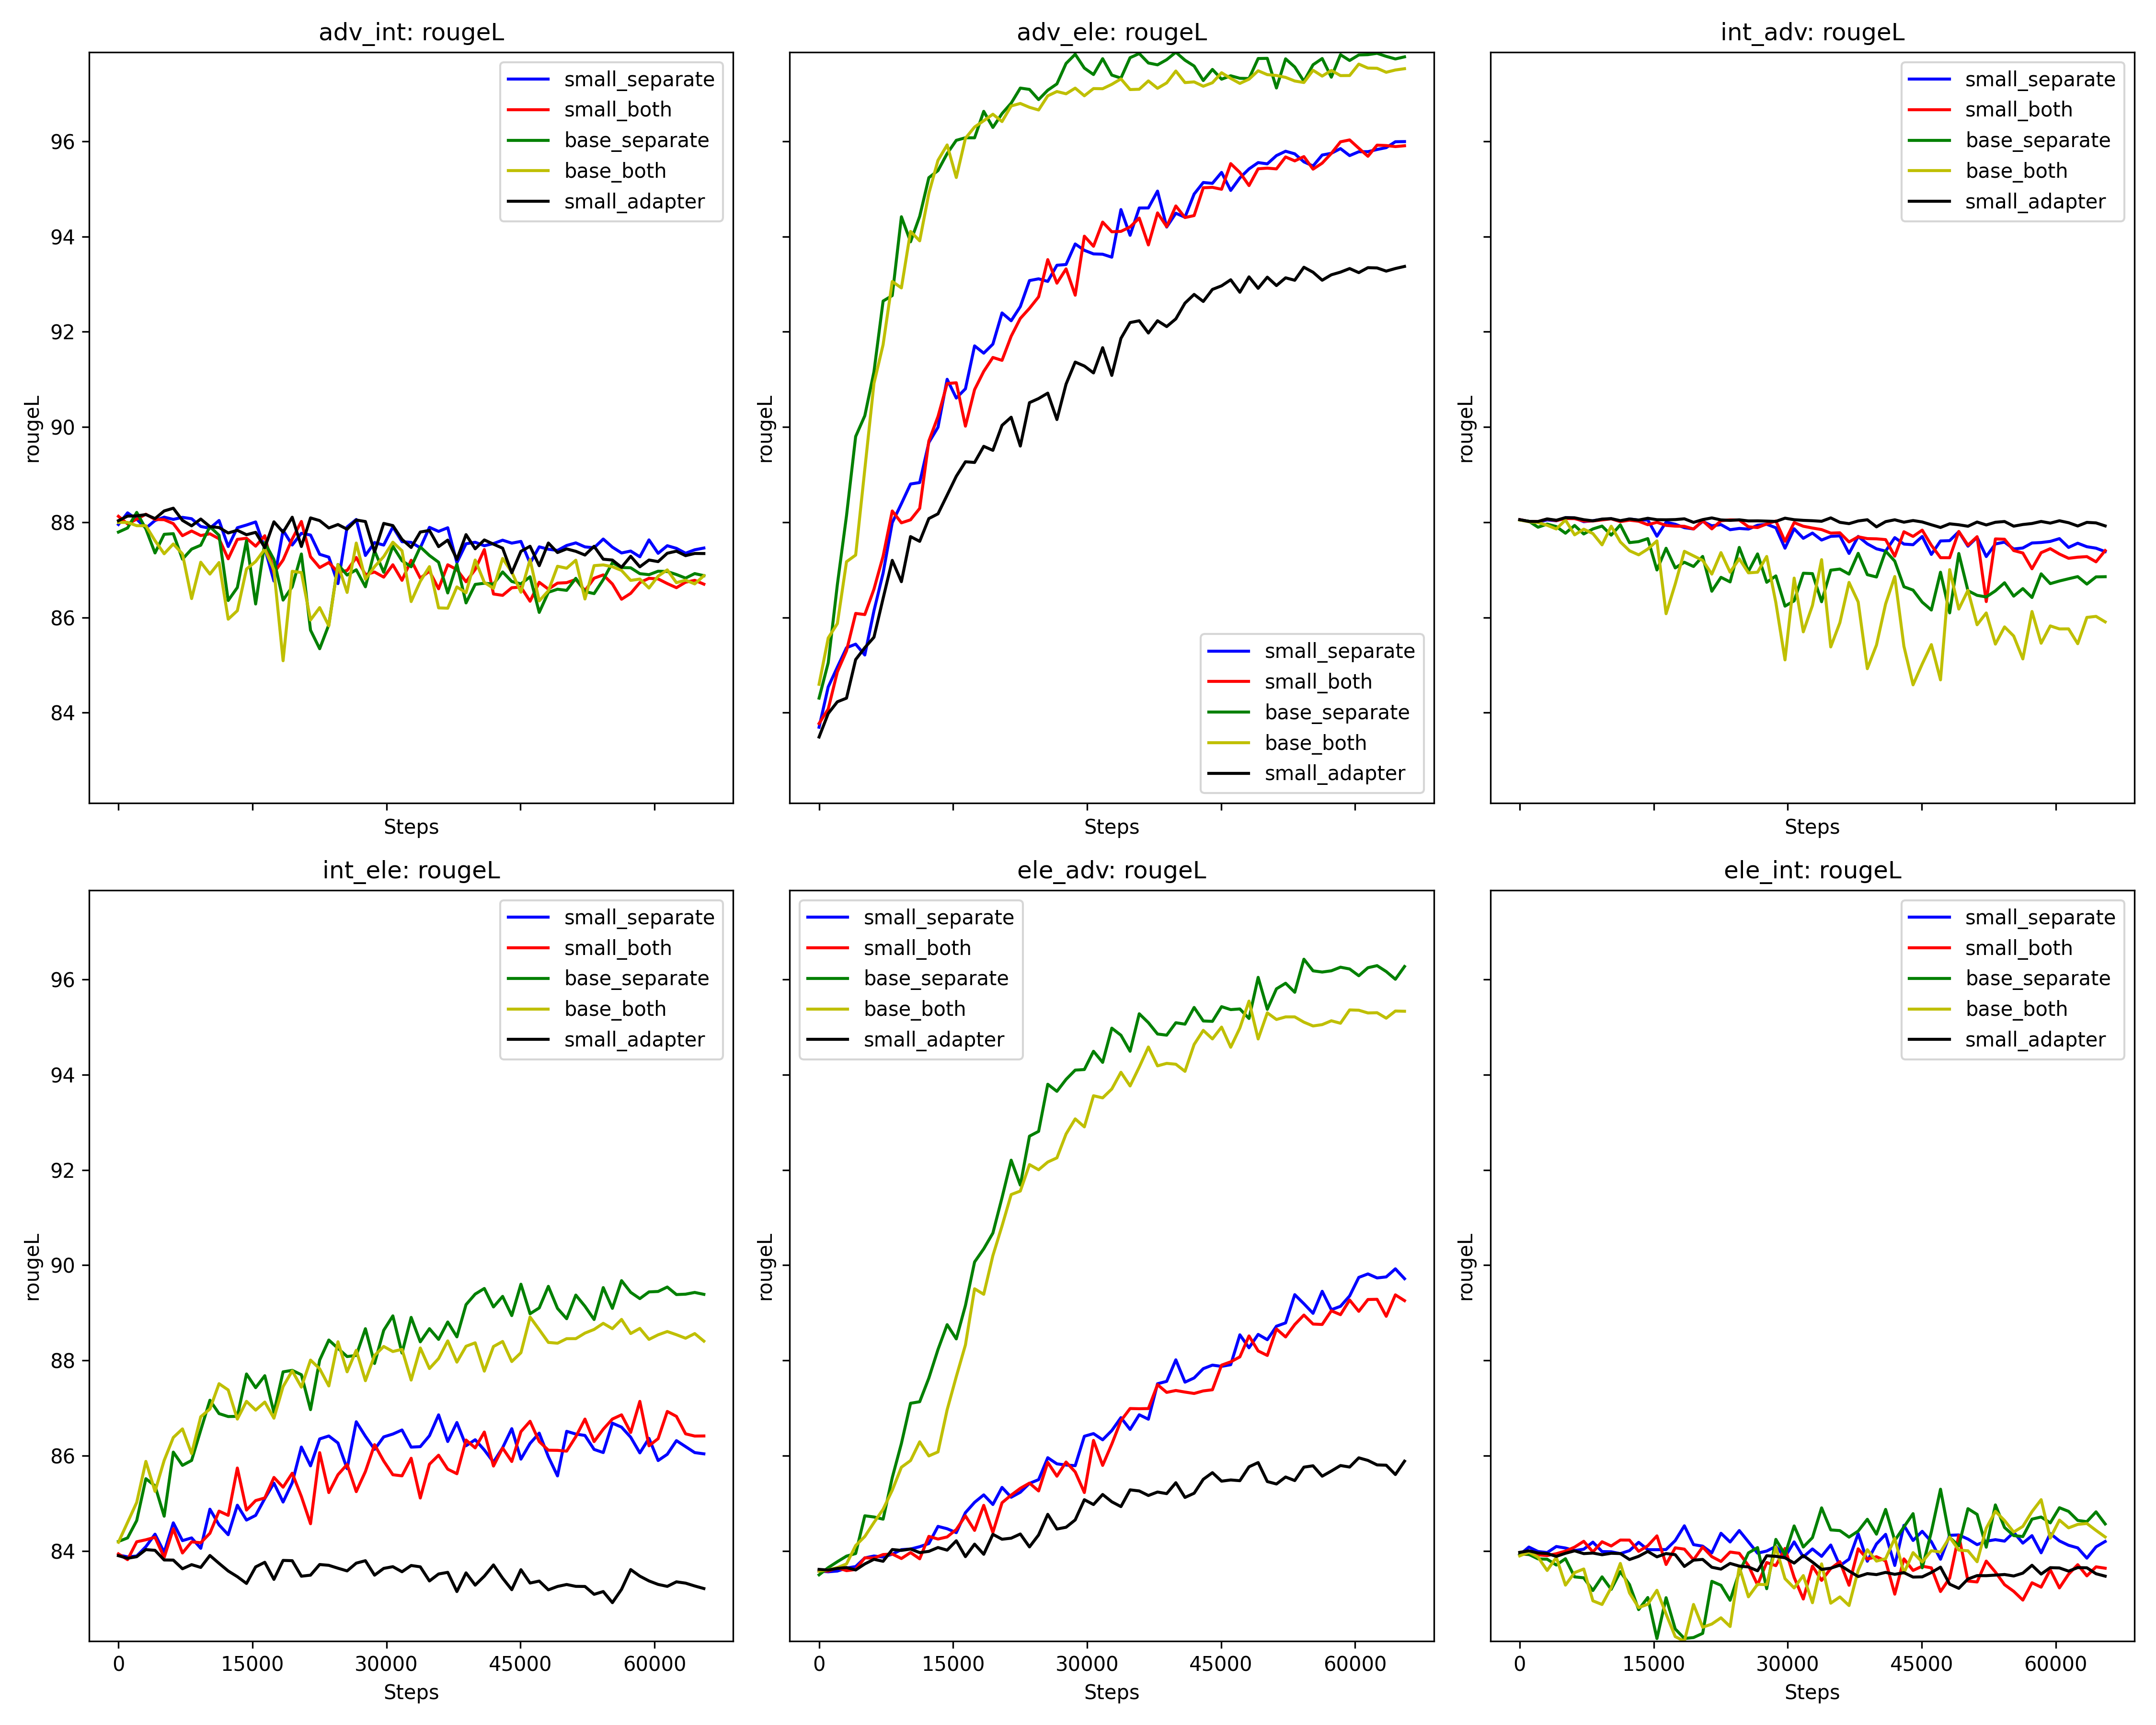 adv_int: rougeL
rougeL
96
94
92
90
88
86
84
small_separate
small_both
base_separate
base_both
small_adapter
Steps
adv_ele: rougeL
rougeL
small_separate
small_both
base_separate
base_both
small_adapter
Steps
int_adv: rougeL
rougeL
small_separate
small_both
base_separate
base_both
small_adapter
Steps
int_ele: rougeL
rougeL
96
94
92
90
88
86
84
small_separate
small_both
base_separate
base_both
small_adapter
0 15000 30000 45000 60000
Steps
ele_adv: rougeL
rougeL
small_separate
small_both
base_separate
base_both
small_adapter
0 15000 30000 45000 60000
Steps
ele_int: rougeL
rougeL
small_separate
small_both
base_separate
base_both
small_adapter
0 15000 30000 45000 60000
Steps